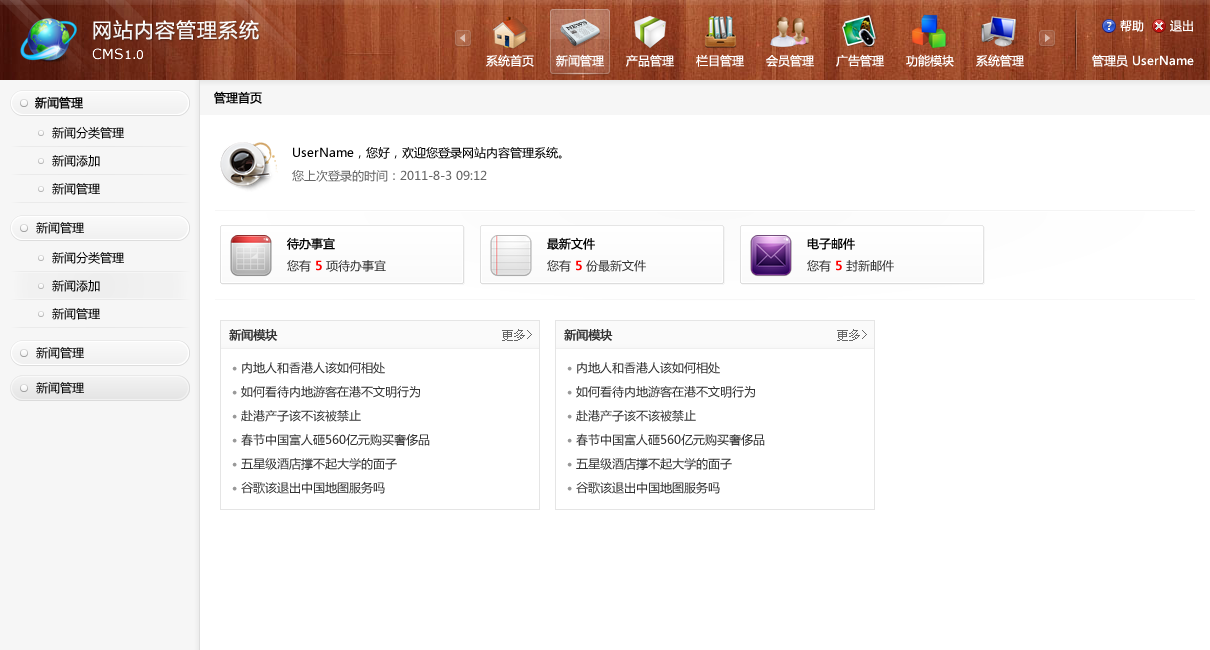 网站内容管理系统
CMS1.0
系统首页 新闻管理 产品管理 栏目管理 会员管理 广告管理 功能模块 系统管理
帮助 退出
管理员 UserName
新闻管理
新闻分类管理
新闻添加
新闻管理
新闻管理
新闻分类管理
新闻添加
新闻管理
新闻管理
新闻管理
管理首页
UserName，您好，欢迎您登录网站内容管理系统。
您上次登录的时间：2011-8-3 09:12
待办事宜
您有 5 项待办事宜
最新文件
您有 5 份最新文件
电子邮件
您有 5 封新邮件
新闻模块 更多>
内地人和香港人该如何相处
如何看待内地游客在港不文明行为
赴港产子该不该被禁止
春节中国富人砸560亿元购买奢侈品
五星级酒店撑不起大学的面子
谷歌该退出中国地图服务吗
新闻模块 更多>
内地人和香港人该如何相处
如何看待内地游客在港不文明行为
赴港产子该不该被禁止
春节中国富人砸560亿元购买奢侈品
五星级酒店撑不起大学的面子
谷歌该退出中国地图服务吗